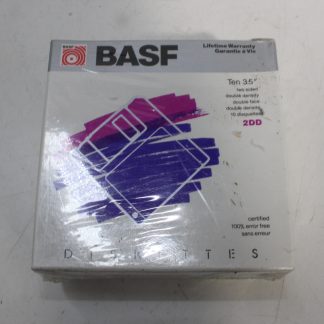 BASF
BASF
Lifetime Warranty
Garantie à Vie
Ten 3.5"
two sided
double density
double face
double densité
10 disquettes
2DD
certified
100% error free
sans erreur
DISKETTES